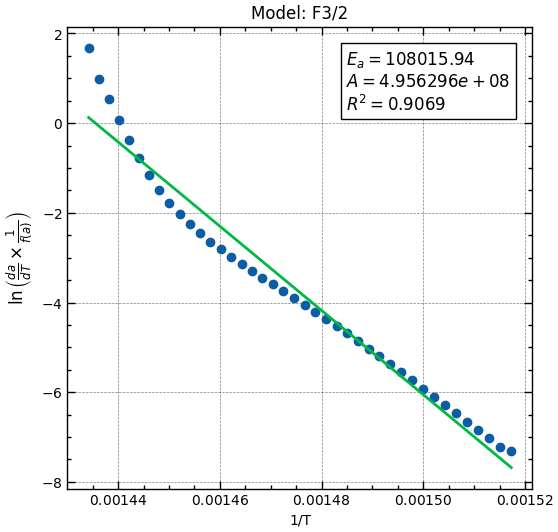 Model: F3/2
E_a = 108015.94
A = 4.956296e + 08
R^2 = 0.9069
ln(da/dT × 1/f(a))
2
0
−2
−4
−6
−8
0.00144 0.00146 0.00148 0.00150 0.00152
1/T